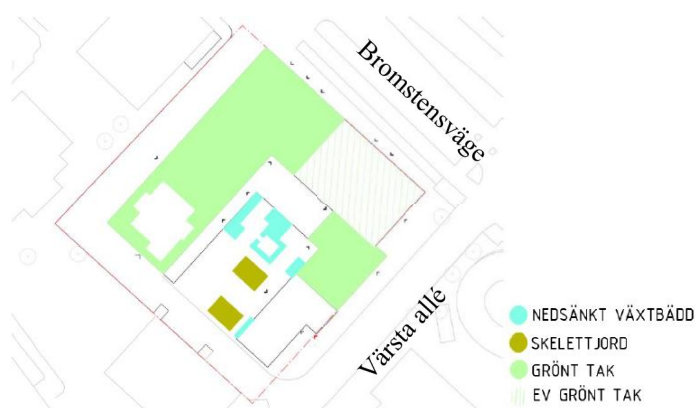 Bromstensväge
Värsta allé
NEDSÄNKT VÄXTBÄDD
SKELETTJORD
GRÖNT TAK
EV GRÖNT TAK